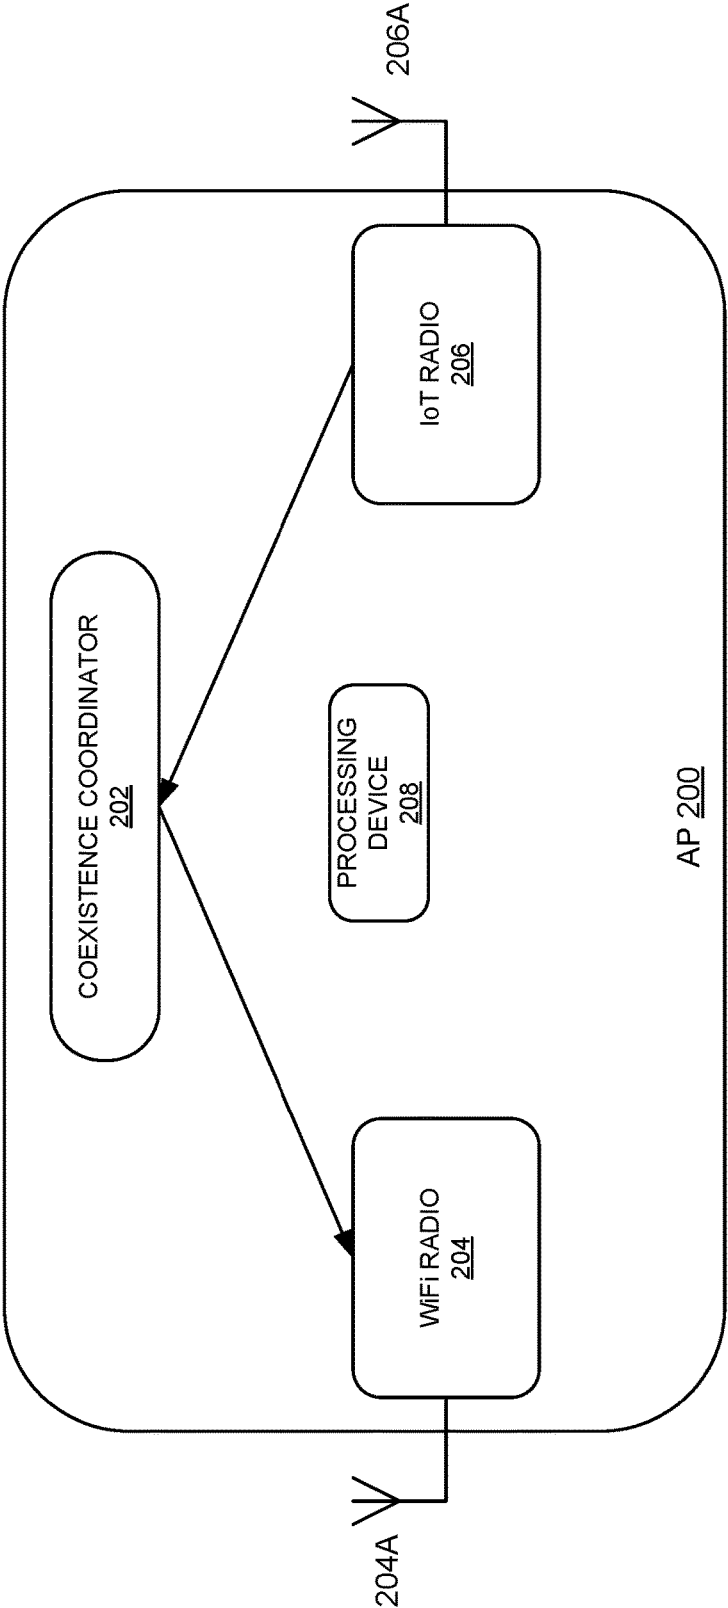 COEXISTENCE COORDINATOR
202
WiFi RADIO
204
PROCESSING
DEVICE
208
IoT RADIO
206
204A
206A
AP 200